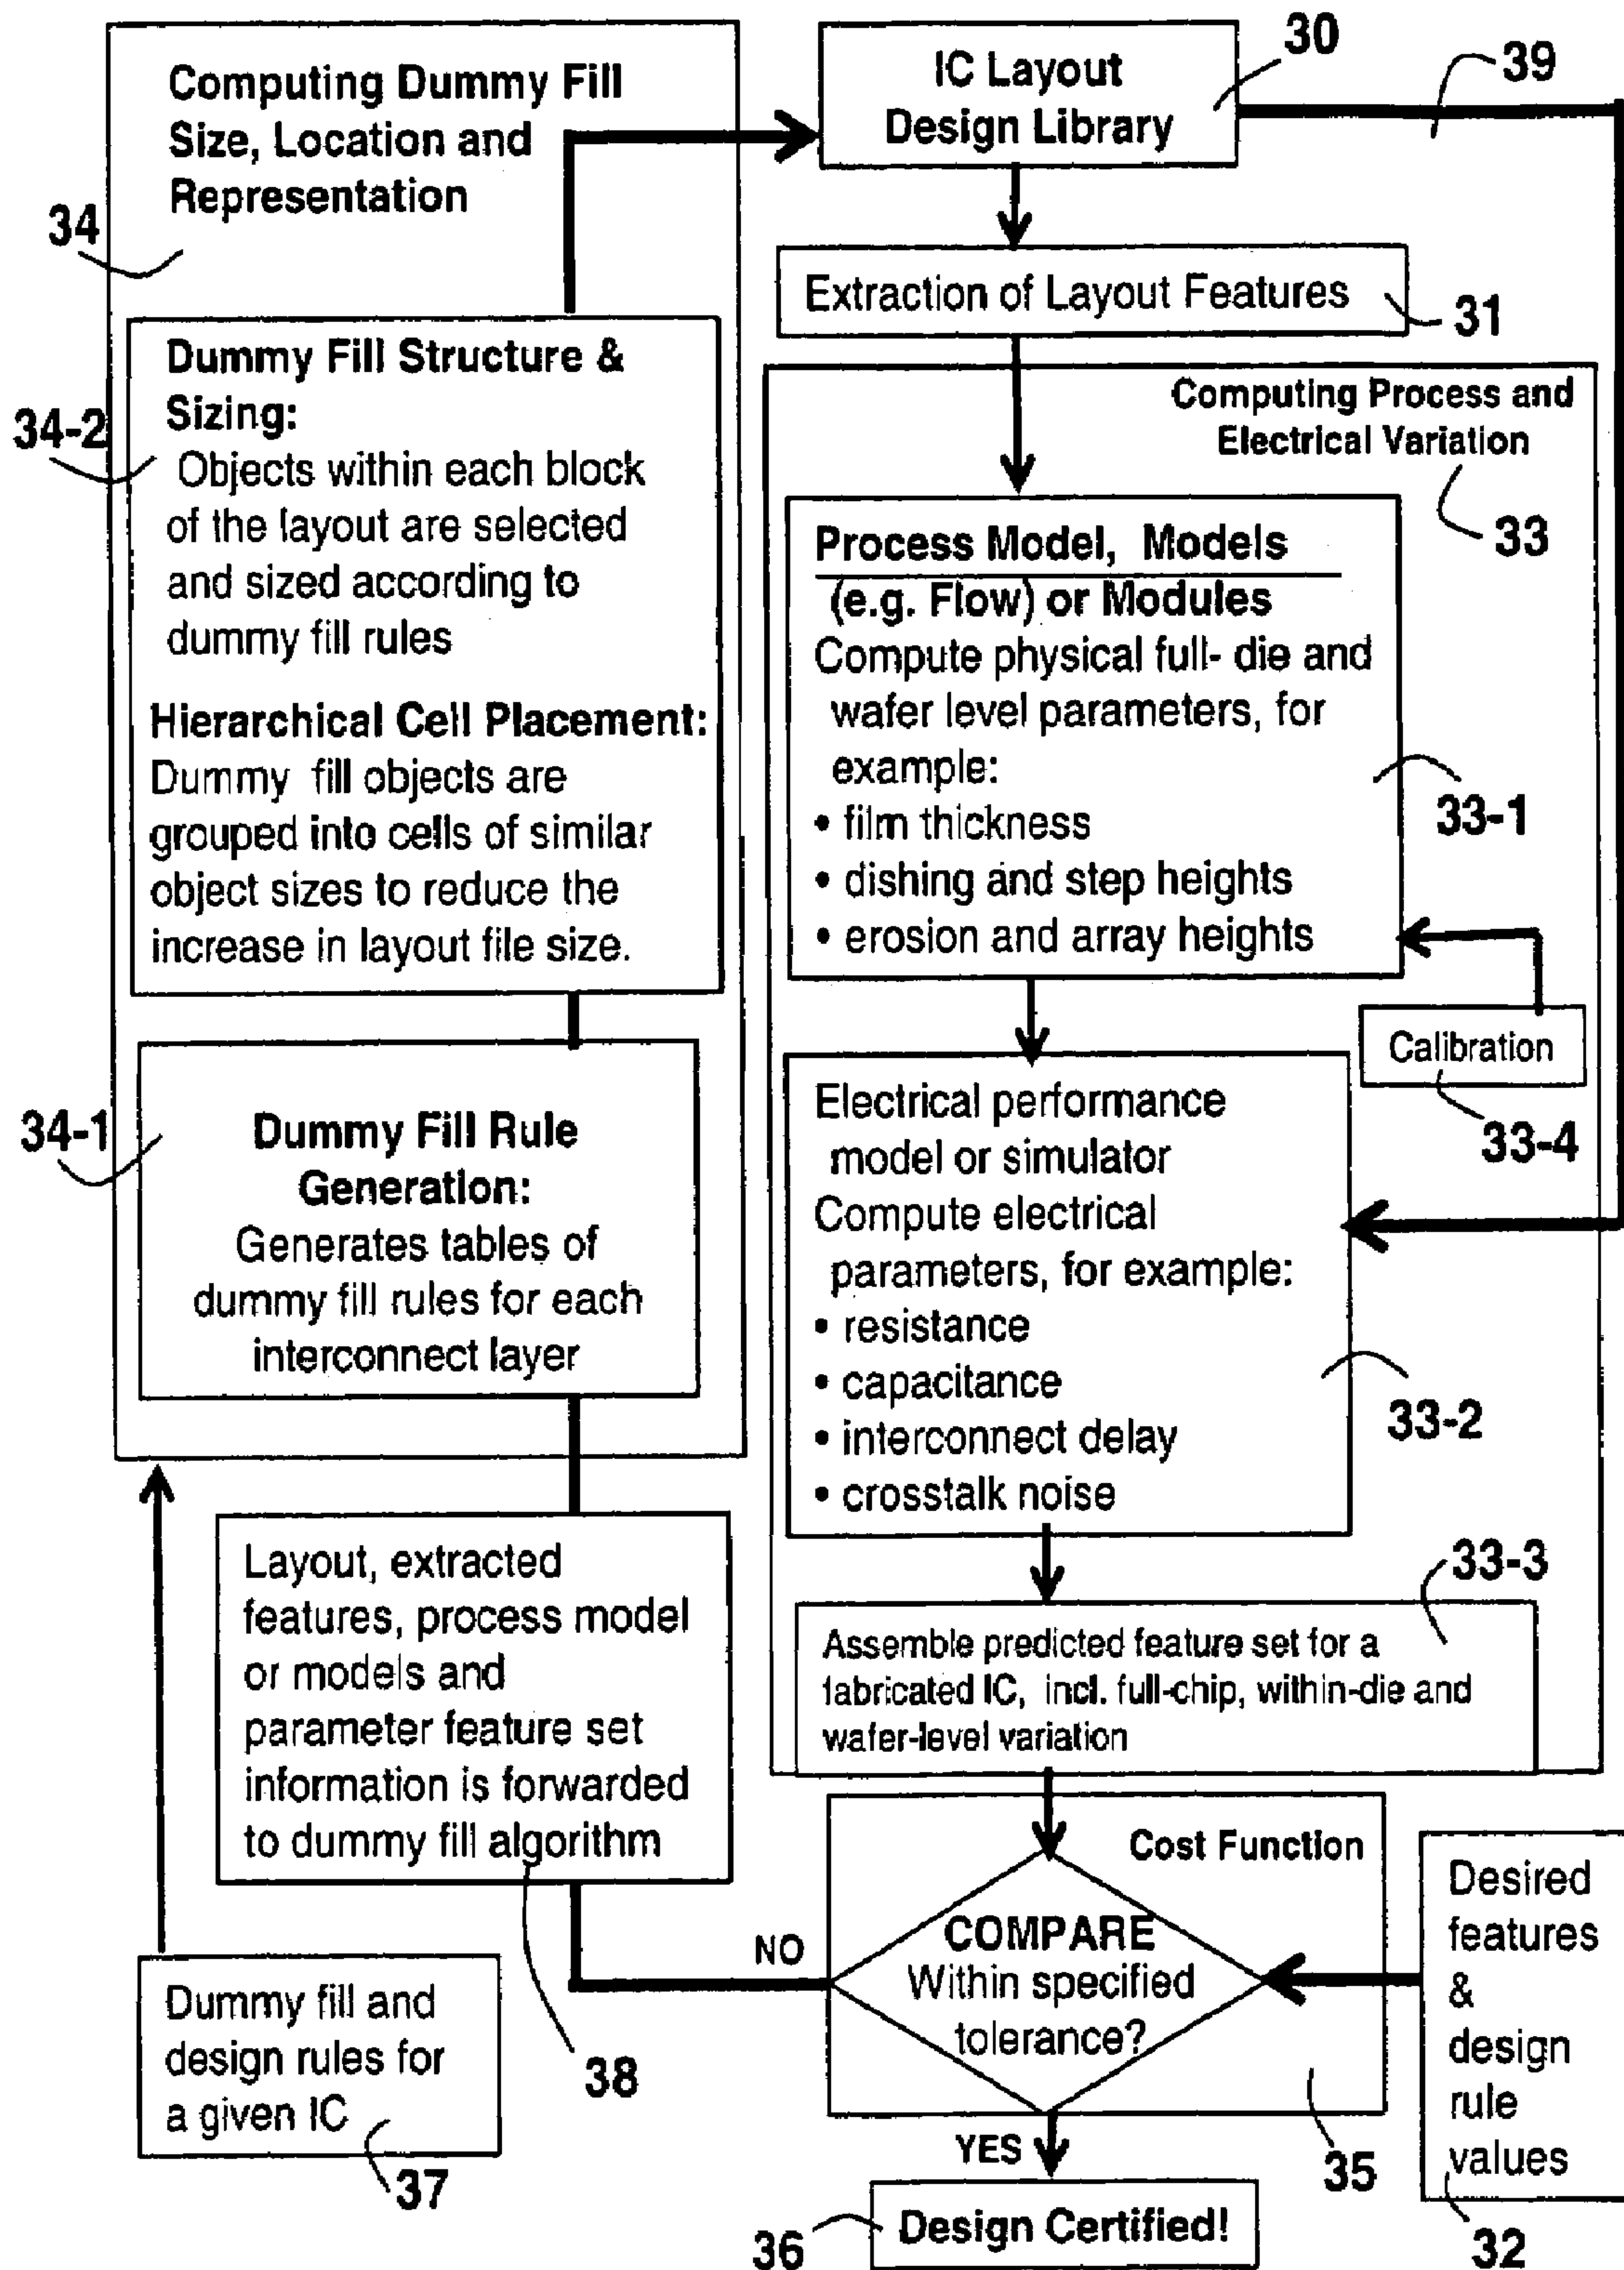 Computing Dummy Fill
Size, Location and
Representation
34
Dummy Fill Structure &
Sizing:
34-2
Objects within each block
of the layout are selected
and sized according to
dummy fill rules
Hierarchical Cell Placement:
Dummy fill objects are
grouped into cells of similar
object sizes to reduce the
increase in layout file size.
34-1
Dummy Fill Rule
Generation:
Generates tables of
dummy fill rules for each
interconnect layer
Layout, extracted
features, process model
or models and
parameter feature set
information is forwarded
to dummy fill algorithm
38
Dummy fill and
design rules for
a given IC
37
IC Layout
Design Library
30
39
Extraction of Layout Features
31
Computing Process and
Electrical Variation
33
Process Model, Models
(e.g. Flow) or Modules
Compute physical full- die and
wafer level parameters, for
example:
• film thickness
• dishing and step heights
• erosion and array heights
33-1
Calibration
33-4
Electrical performance
model or simulator
Compute electrical
parameters, for example:
• resistance
• capacitance
• interconnect delay
• crosstalk noise
33-2
33-3
Assemble predicted feature set for a
fabricated IC, incl. full-chip, within-die and
wafer-level variation
Cost Function
COMPARE
Within specified
tolerance?
NO
YES
35
Desired
features
&
design
rule
values
32
36
Design Certified!